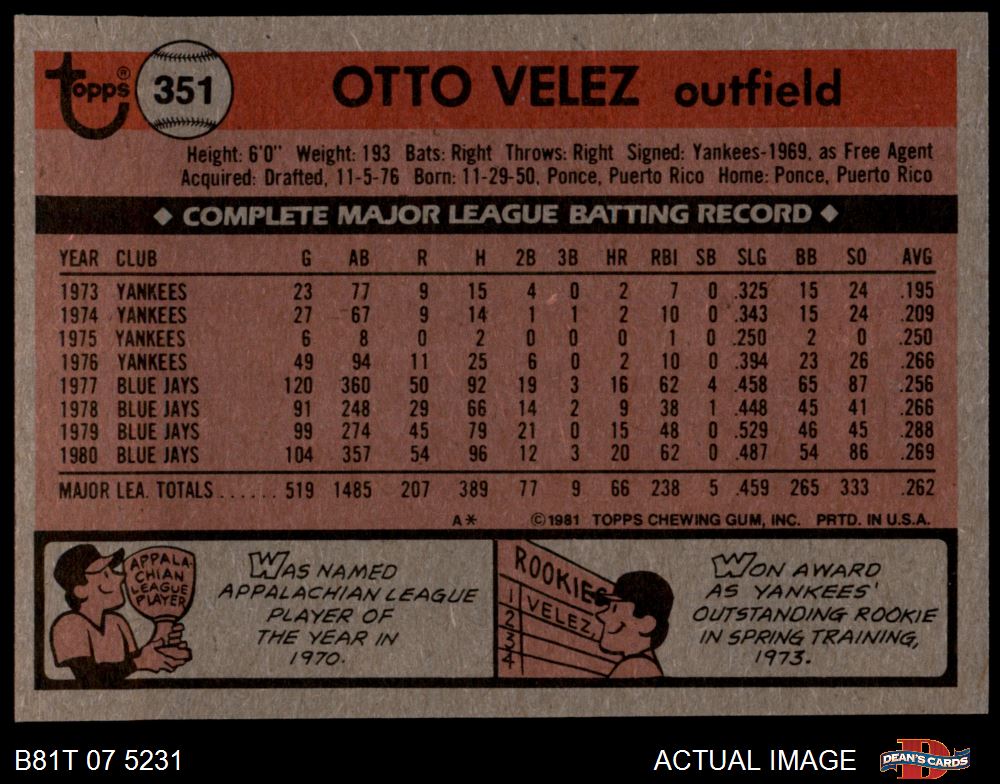 topps®
351
OTTO VELEZ outfield
Height: 6'0" Weight: 193 Bats: Right Throws: Right Signed: Yankees-1969, as Free Agent
Acquired: Drafted, 11-5-76 Born: 11-29-50, Ponce, Puerto Rico Home: Ponce, Puerto Rico
◆ COMPLETE MAJOR LEAGUE BATTING RECORD ◆
YEAR CLUB G AB R H 2B 3B HR RBI SB SLG BB SO AVG
1973 YANKEES 23 77 9 15 4 0 2 7 0 .325 15 24 .195
1974 YANKEES 27 67 9 14 1 1 2 10 0 .343 15 24 .209
1975 YANKEES 6 8 0 2 0 0 0 1 0 .250 2 0 .250
1976 YANKEES 49 94 11 25 6 0 2 10 0 .394 23 26 .266
1977 BLUE JAYS 120 360 50 92 19 3 16 62 4 .458 65 87 .256
1978 BLUE JAYS 91 248 29 66 14 2 9 38 1 .448 45 41 .266
1979 BLUE JAYS 99 274 45 79 21 0 15 48 0 .529 46 45 .288
1980 BLUE JAYS 104 357 54 96 12 3 20 62 0 .487 54 86 .269
MAJOR LEA. TOTALS...... 519 1485 207 389 77 9 66 238 5 .459 265 333 .262
A* ©1981 TOPPS CHEWING GUM, INC. PRTD. IN U.S.A.
APPALA-
CHIAN
LEAGUE
PLAYER
WAS NAMED
APPALACHIAN LEAGUE
PLAYER OF
THE YEAR IN
1970.
ROOKIES
1 VELEZ,
2
3
4
WON AWARD
AS YANKEES'
OUTSTANDING ROOKIE
IN SPRING TRAINING,
1973.
B81T 07 5231
ACTUAL IMAGE
D
DEAN'S CARDS